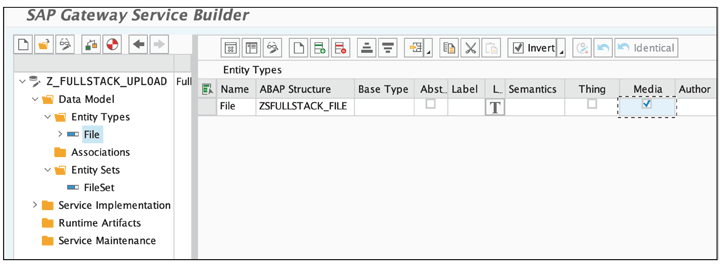 SAP Gateway Service Builder
Invert
Identical
Entity Types
Z_FULLSTACK_UPLOAD Full
Data Model
Entity Types
File
Associations
Entity Sets
FileSet
Service Implementation
Runtime Artifacts
Service Maintenance
Name ABAP Structure Base Type Abst.. Label L.. Semantics Thing Media Author
File ZSFULLSTACK_FILE T